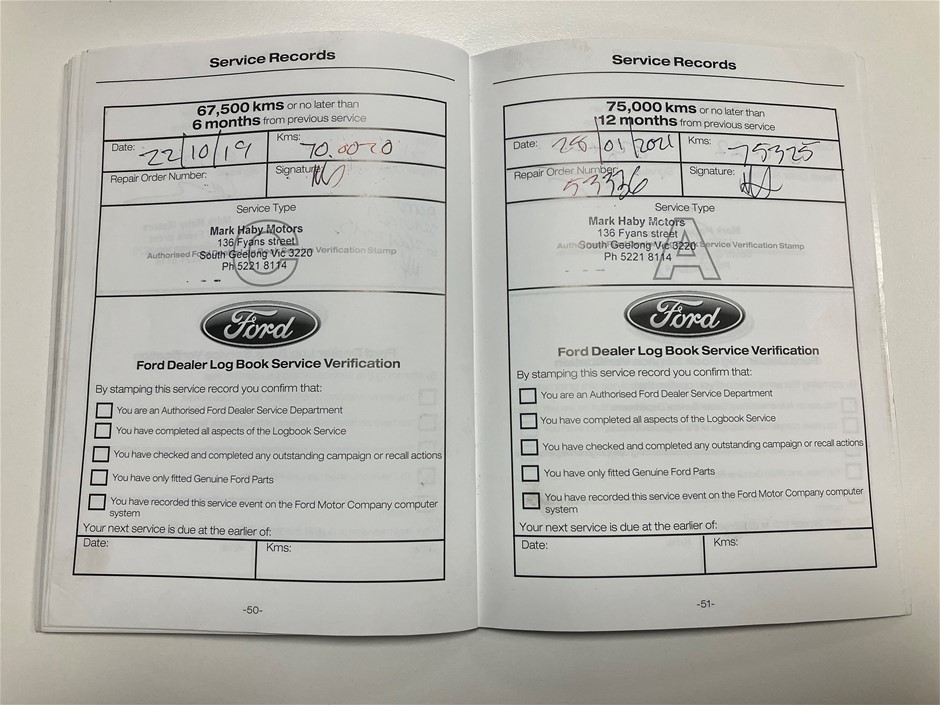 Service Records
67,500 kms or no later than
6 months from previous service
Date: 22/10/19 Kms:
Repair Order Number: Signature:
Service Type
C
Mark Haby Motors
136 Fyans street
Authorised Ford Service Verification Stamp
South Geelong Vic 3220
Ph 5221 8114
Ford
Ford Dealer Log Book Service Verification
By stamping this service record you confirm that:
You are an Authorised Ford Dealer Service Department
You have completed all aspects of the Logbook Service
You have checked and completed any outstanding campaign or recall actions
You have only fitted Genuine Ford Parts
You have recorded this service event on the Ford Motor Company computer
system
Your next service is due at the earlier of:
Date: Kms:
-50-
Service Records
75,000 kms or no later than
12 months from previous service
Date: 28/01/2021 Kms: 75325
Repair Order Number: 53336 Signature:
Service Type
A
Mark Haby Motors
136 Fyans street
Service Verification Stamp
South Geelong Vic 3220
Ph 5221 8114
Ford
Ford Dealer Log Book Service Verification
By stamping this service record you confirm that:
You are an Authorised Ford Dealer Service Department
You have completed all aspects of the Logbook Service
You have checked and completed any outstanding campaign or recall actions
You have only fitted Genuine Ford Parts
You have recorded this service event on the Ford Motor Company computer
system
Your next service is due at the earlier of:
Date: Kms:
-51-